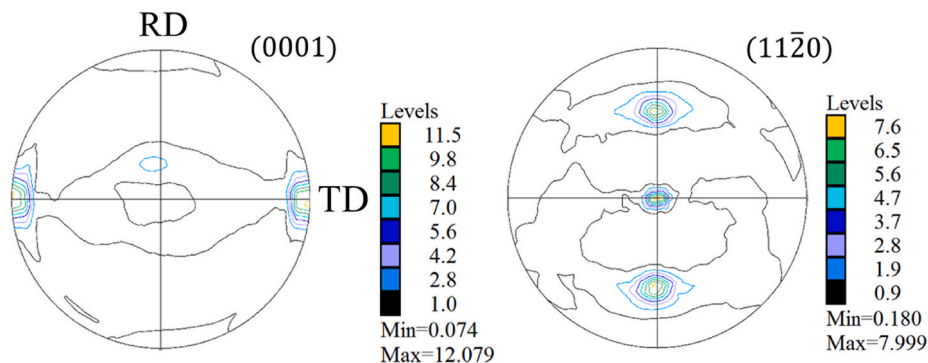 RD
(0001)
TD
Levels
11.5
9.8
8.4
7.0
5.6
4.2
2.8
1.0
Min=0.074
Max=12.079
(112̅0)
Levels
7.6
6.5
5.6
4.7
3.7
2.8
1.9
0.9
Min=0.180
Max=7.999